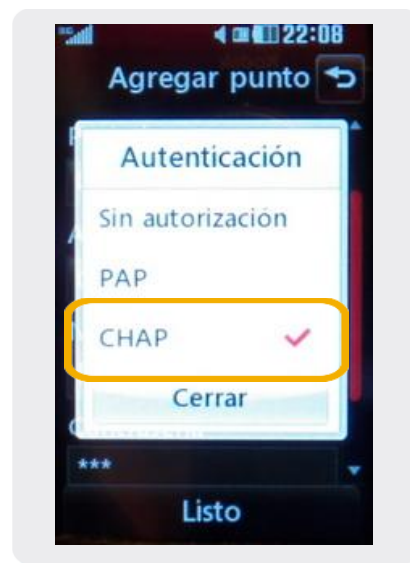 22:08
Agregar punto
Autenticación
Sin autorización
PAP
CHAP
Cerrar
***
Listo